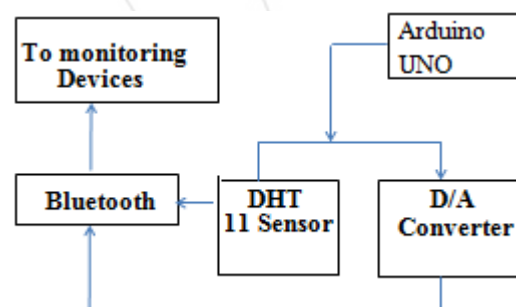 To monitoring
Devices
Arduino
UNO
Bluetooth
DHT
11 Sensor
D/A
Converter